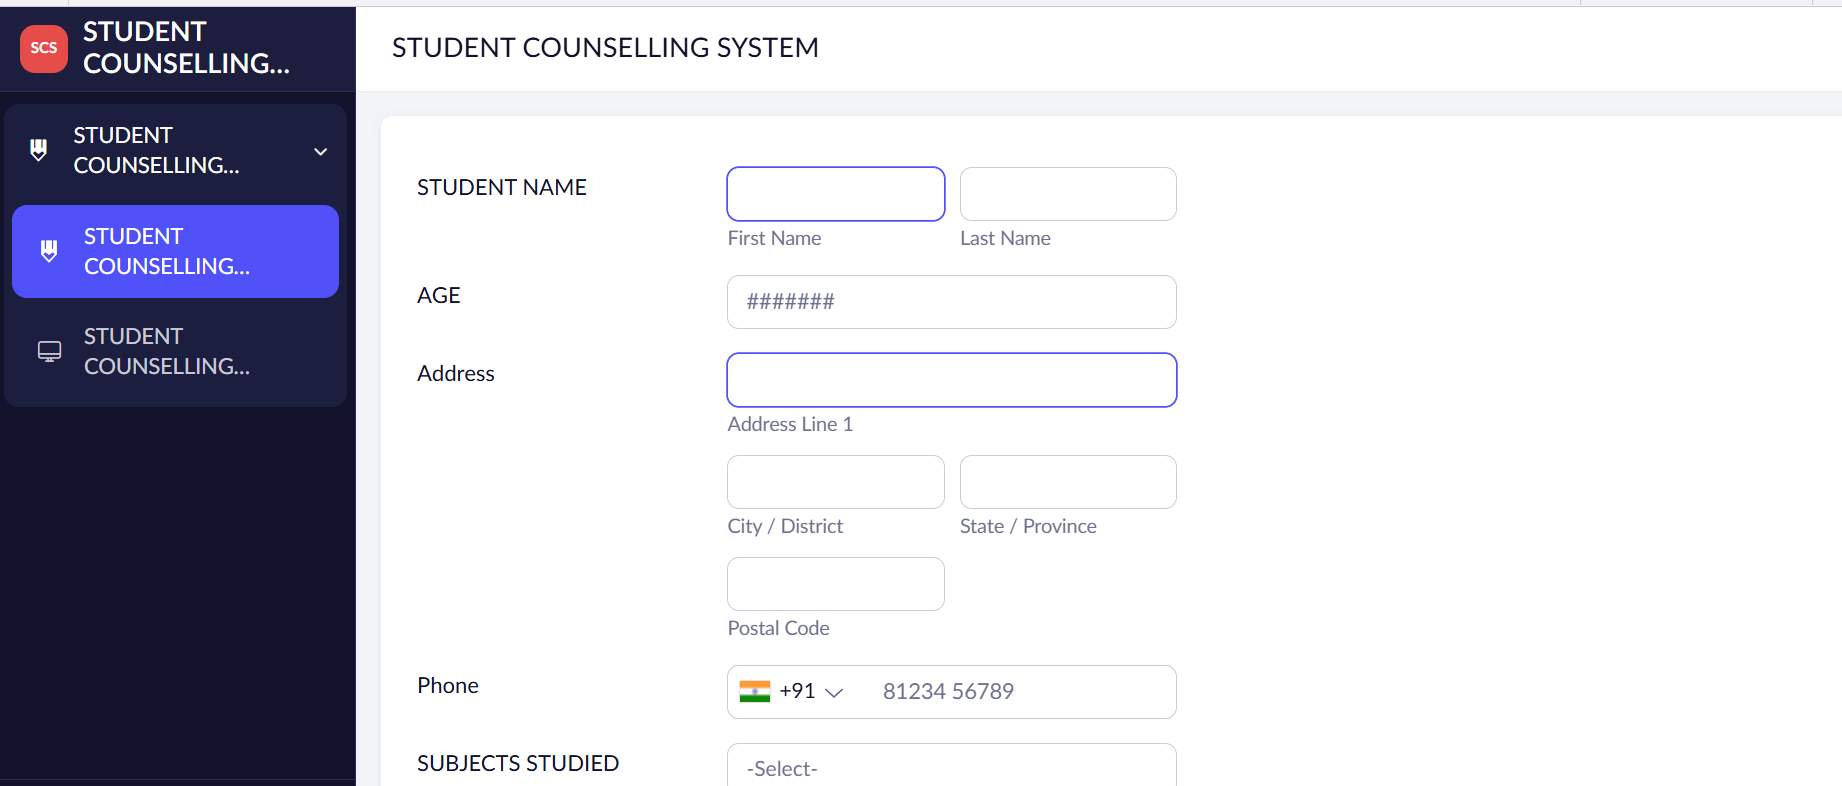 SCS
STUDENT
COUNSELLING...
STUDENT
COUNSELLING...
STUDENT
COUNSELLING...
STUDENT
COUNSELLING...
STUDENT COUNSELLING SYSTEM
STUDENT NAME
First Name
Last Name
AGE
#######
Address
Address Line 1
City / District
State / Province
Postal Code
Phone
+91
81234 56789
SUBJECTS STUDIED
-Select-